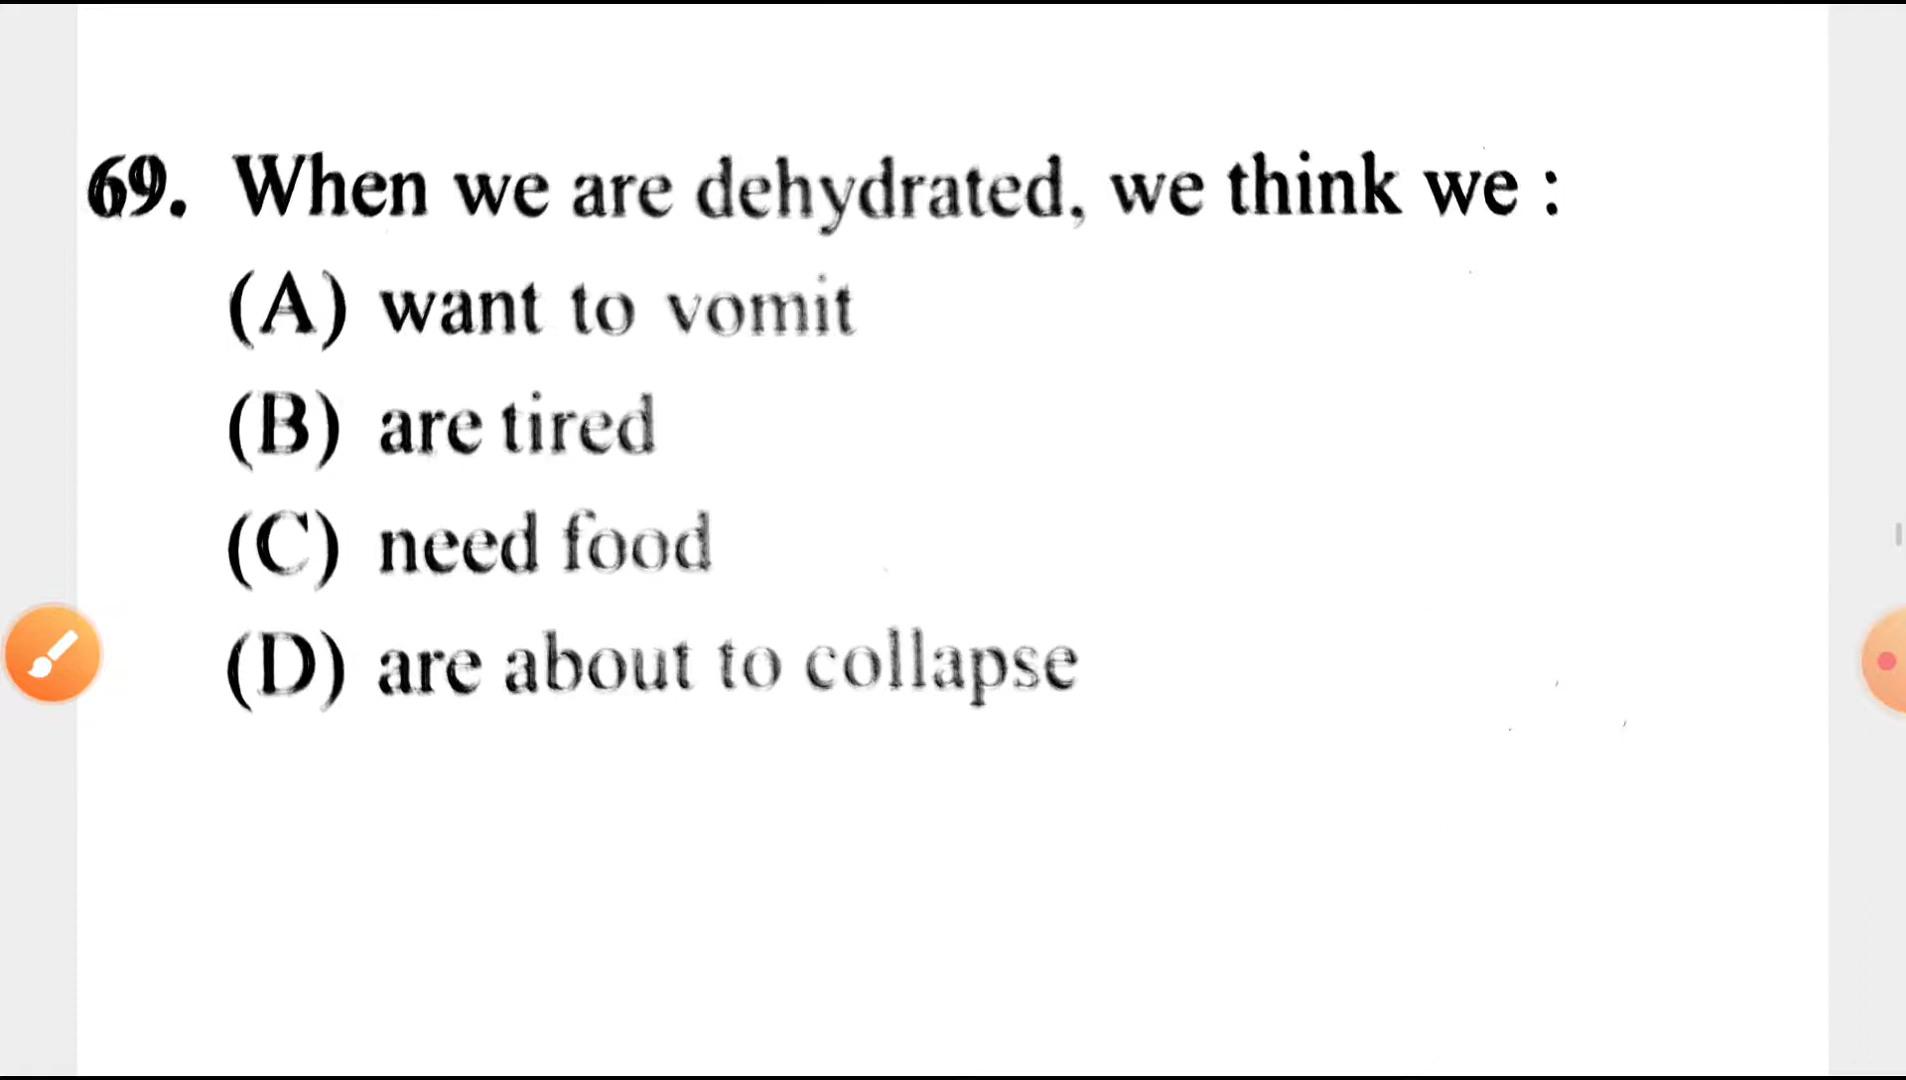 69. When we are dehydrated, we think we :
(A) want to vomit
(B) are tired
(C) need food
(D) are about to collapse